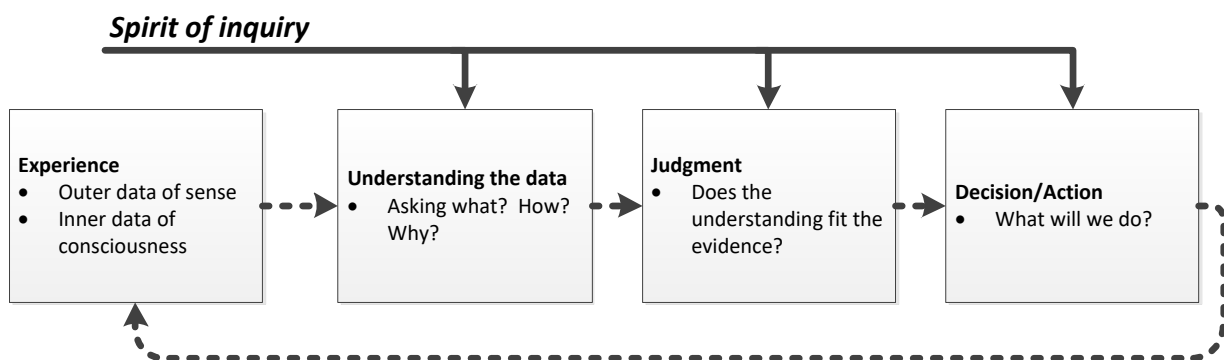 Spirit of inquiry
Experience
• Outer data of sense
• Inner data of
consciousness
Understanding the data
• Asking what? How?
Why?
Judgment
• Does the
understanding fit the
evidence?
Decision/Action
• What will we do?